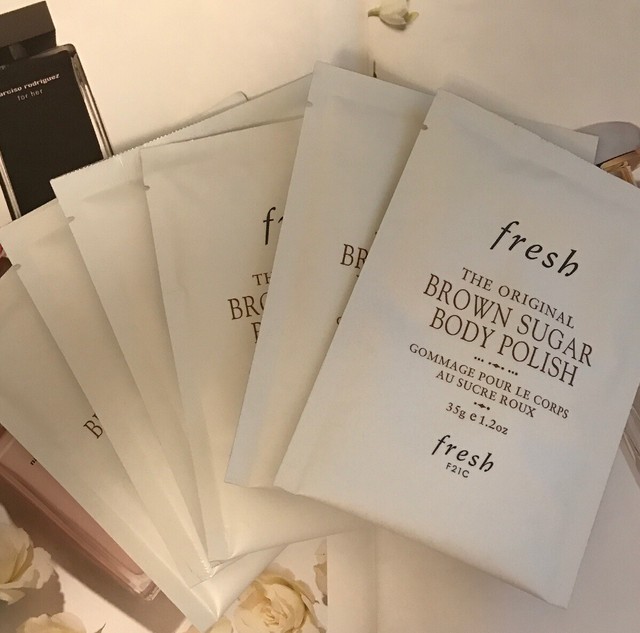 narciso rodriguez
for her
fresh
THE ORIGINAL
BROWN SUGAR
BODY POLISH
GOMMAGE POUR LE CORPS
AU SUCRE ROUX
35g e 1.2oz
fresh
F21C